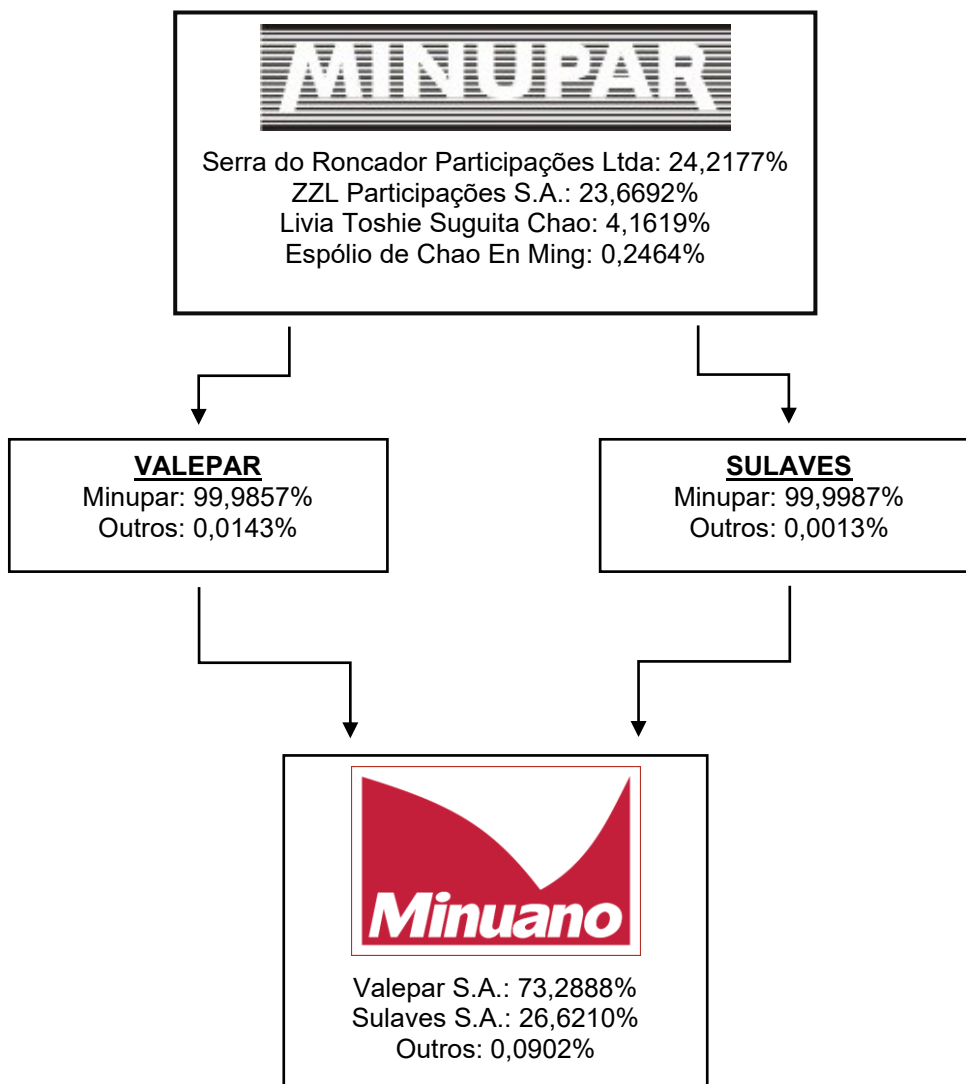 MINUPAR
Serra do Roncador Participações Ltda: 24,2177%
ZZL Participações S.A.: 23,6692%
Livia Toshie Suguita Chao: 4,1619%
Espólio de Chao En Ming: 0,2464%
VALEPAR
Minupar: 99,9857%
Outros: 0,0143%
SULAVES
Minupar: 99,9987%
Outros: 0,0013%
Minuano
Valepar S.A.: 73,2888%
Sulaves S.A.: 26,6210%
Outros: 0,0902%